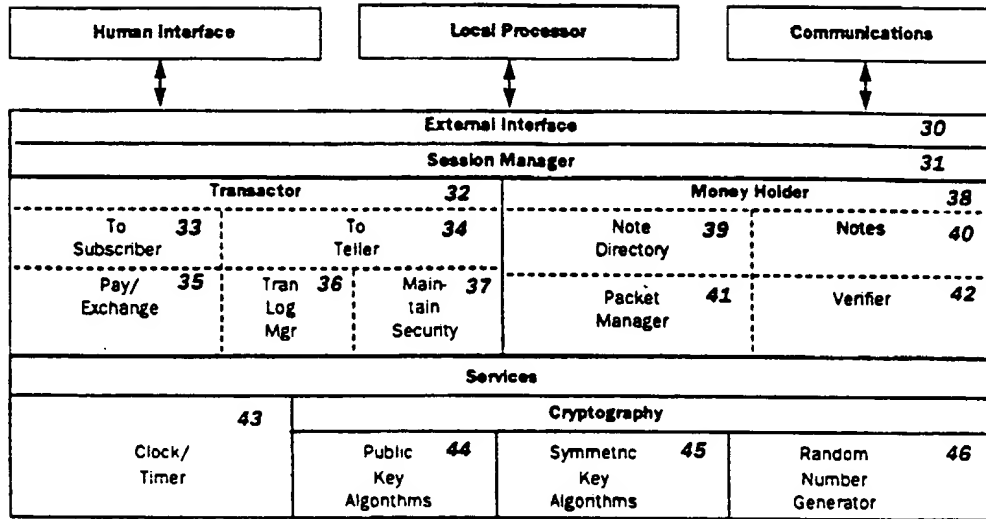 Human Interface
Local Processor
Communications
External Interface 30
Session Manager 31
Transactor 32
Money Holder 38
To Subscriber 33
To Teller 34
Note Directory 39
Notes 40
Pay/ Exchange 35
Tran Log Mgr 36
Main- tain Security 37
Packet Manager 41
Verifier 42
Services
43
Clock/ Timer
Cryptography
Public Key Algorithms 44
Symmetric Key Algorithms 45
Random Number Generator 46